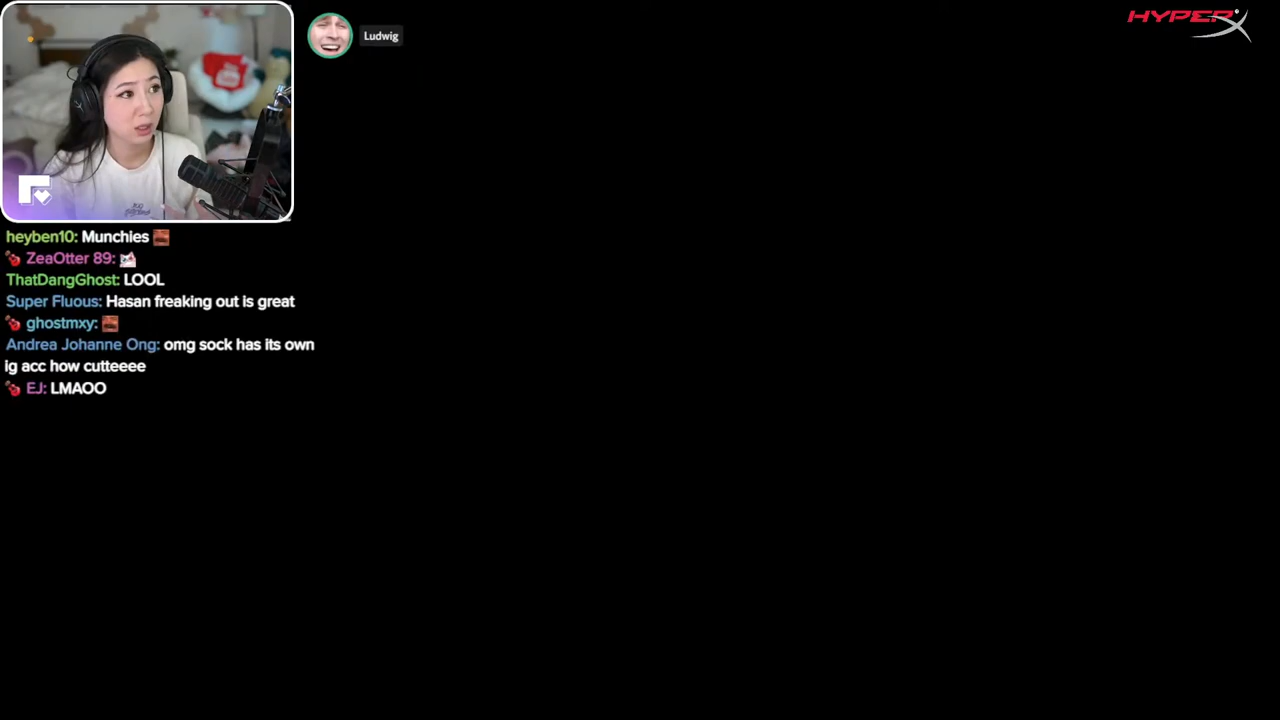 Ludwig
HYPERX
heyben10: Munchies
ZeaOtter 89:
ThatDangGhost: LOOL
Super Fluous: Hasan freaking out is great
ghostmxy:
Andrea Johanne Ong: omg sock has its own
ig acc how cutteeee
EJ: LMAOO